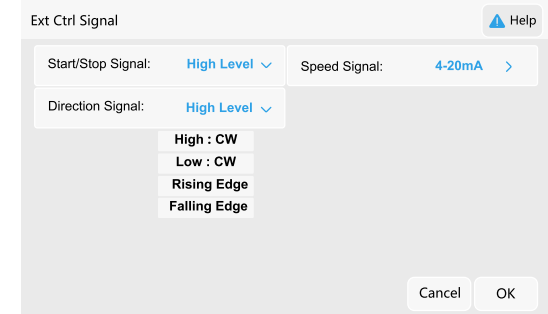 Ext Ctrl Signal
Help
Start/Stop Signal: High Level
Speed Signal: 4-20mA
Direction Signal: High Level
High : CW
Low : CW
Rising Edge
Falling Edge
Cancel OK